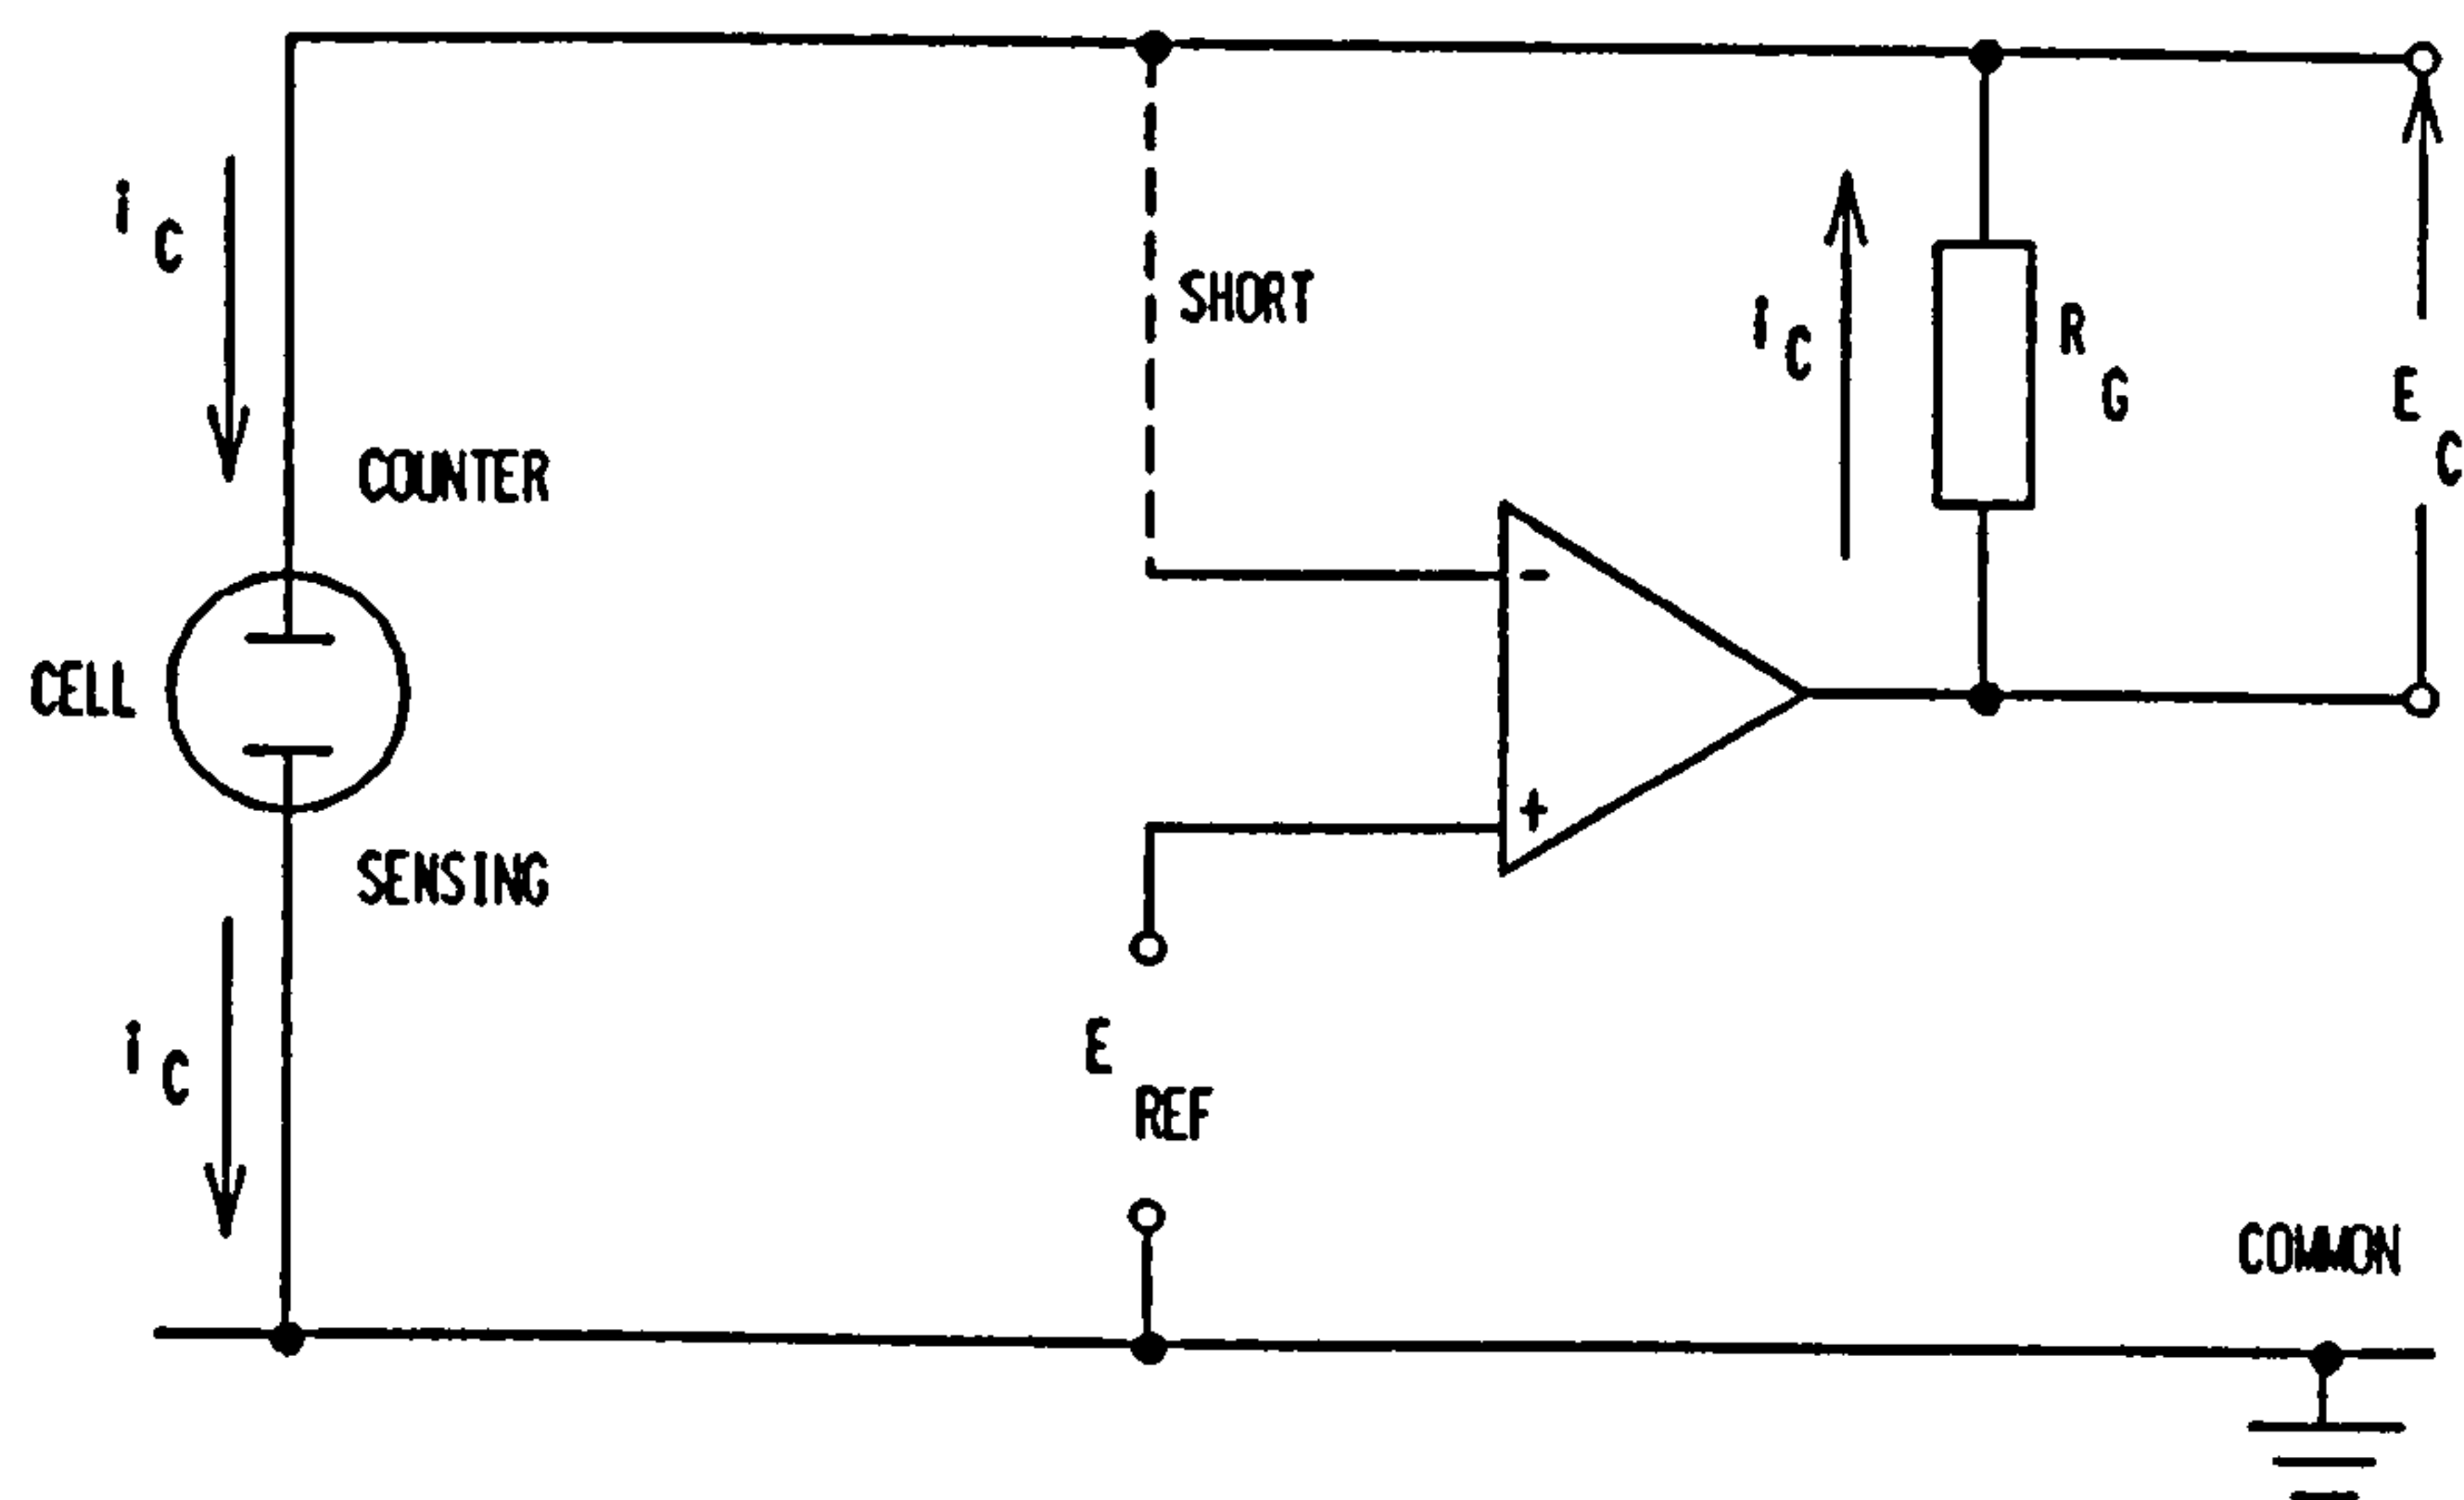 i C
SHORT
i C
R G
E C
COUNTER
-
CELL
+
SENSING
i C
E REF
COMMON